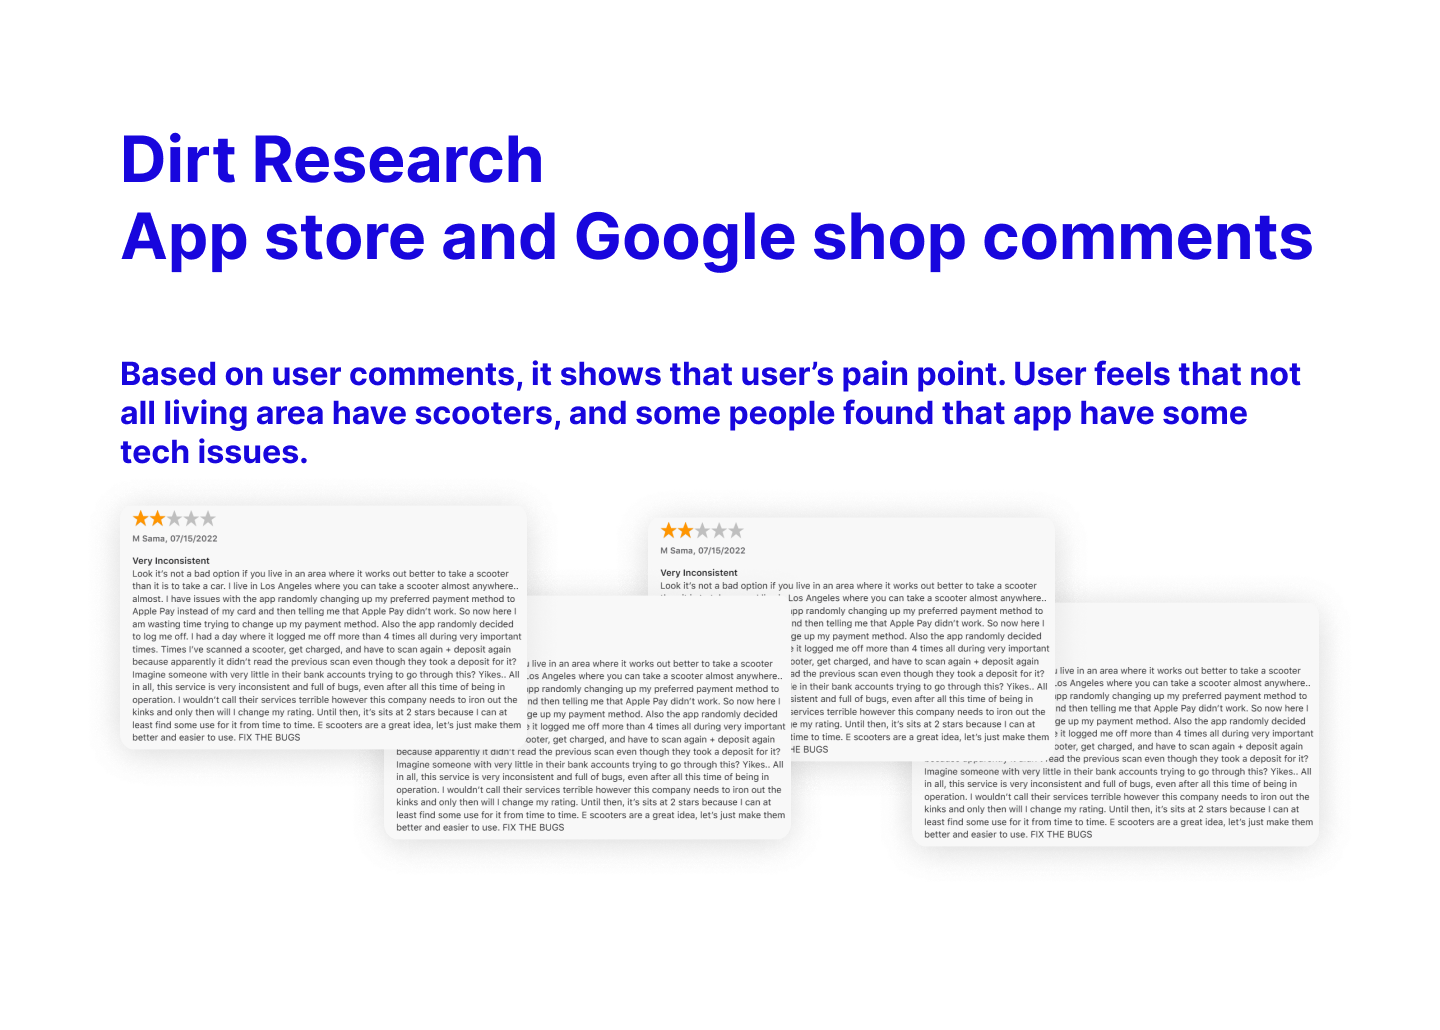 Dirt Research
App store and Google shop comments
Based on user comments, it shows that user’s pain point. User feels that not
all living area have scooters, and some people found that app have some
tech issues.
M Sama, 07/15/2022
Very Inconsistent
Look it’s not a bad option if you live in an area where it works out better to take a scooter
than it is to take a car. I live in Los Angeles where you can take a scooter almost anywhere..
almost. I have issues with the app randomly changing up my preferred payment method to
Apple Pay instead of my card and then telling me that Apple Pay didn’t work. So now here I
am wasting time trying to change up my payment method. Also the app randomly decided
to log me off. I had a day where it logged me off more than 4 times all during very important
times. Times I’ve scanned a scooter, get charged, and have to scan again + deposit again
because apparently it didn’t read the previous scan even though they took a deposit for it?
Imagine someone with very little in their bank accounts trying to go through this? Yikes.. All
in all, this service is very inconsistent and full of bugs, even after all this time of being in
operation. I wouldn’t call their services terrible however this company needs to iron out the
kinks and only then will I change my rating. Until then, it’s sits at 2 stars because I can at
least find some use for it from time to time. E scooters are a great idea, let’s just make them
better and easier to use. FIX THE BUGS
live in an area where it works out better to take a scooter
Los Angeles where you can take a scooter almost anywhere..
app randomly changing up my preferred payment method to
nd then telling me that Apple Pay didn’t work. So now here I
ge up my payment method. Also the app randomly decided
it logged me off more than 4 times all during very important
ooter, get charged, and have to scan again + deposit again
because apparently it didn’t read the previous scan even though they took a deposit for it?
Imagine someone with very little in their bank accounts trying to go through this? Yikes.. All
in all, this service is very inconsistent and full of bugs, even after all this time of being in
operation. I wouldn’t call their services terrible however this company needs to iron out the
kinks and only then will I change my rating. Until then, it’s sits at 2 stars because I can at
least find some use for it from time to time. E scooters are a great idea, let’s just make them
better and easier to use. FIX THE BUGS
M Sama, 07/15/2022
Very Inconsistent
Look it’s not a bad option if you live in an area where it works out better to take a scooter
Los Angeles where you can take a scooter almost anywhere..
app randomly changing up my preferred payment method to
nd then telling me that Apple Pay didn’t work. So now here I
ge up my payment method. Also the app randomly decided
it logged me off more than 4 times all during very important
ooter, get charged, and have to scan again + deposit again
ad the previous scan even though they took a deposit for it?
le in their bank accounts trying to go through this? Yikes.. All
sistent and full of bugs, even after all this time of being in
services terrible however this company needs to iron out the
ge my rating. Until then, it’s sits at 2 stars because I can at
time to time. E scooters are a great idea, let’s just make them
HE BUGS
live in an area where it works out better to take a scooter
Los Angeles where you can take a scooter almost anywhere..
app randomly changing up my preferred payment method to
nd then telling me that Apple Pay didn’t work. So now here I
ge up my payment method. Also the app randomly decided
it logged me off more than 4 times all during very important
ooter, get charged, and have to scan again + deposit again
read the previous scan even though they took a deposit for it?
Imagine someone with very little in their bank accounts trying to go through this? Yikes.. All
in all, this service is very inconsistent and full of bugs, even after all this time of being in
operation. I wouldn’t call their services terrible however this company needs to iron out the
kinks and only then will I change my rating. Until then, it’s sits at 2 stars because I can at
least find some use for it from time to time. E scooters are a great idea, let’s just make them
better and easier to use. FIX THE BUGS